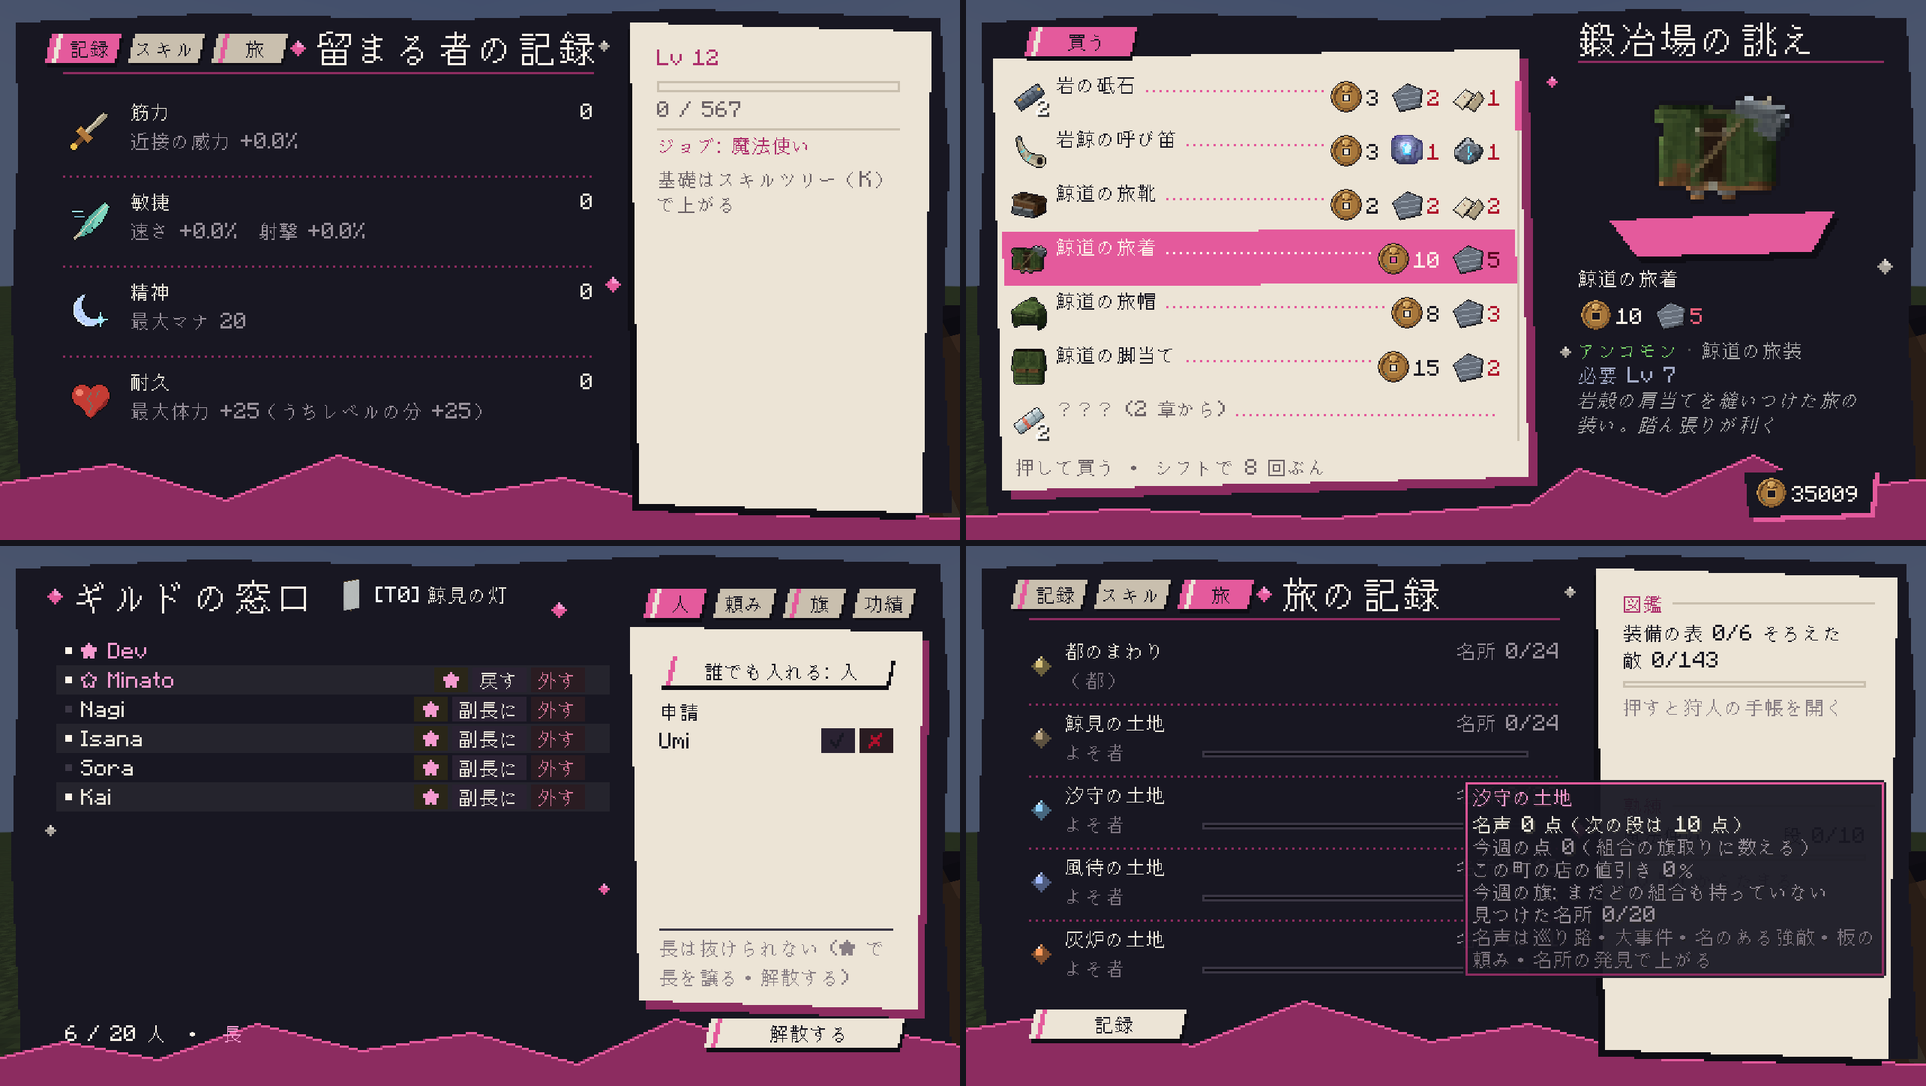 記録
スキル
旅
留まる者の記録
筋力
0
近接の威力 +0.0%
敏捷
0
速さ +0.0% 射撃 +0.0%
精神
0
最大マナ 20
耐久
0
最大体力 +25(うちレベルの分 +25)
Lv 12
0 / 567
ジョブ: 魔法使い
基礎はスキルツリー(K)
で上がる
買う
岩の砥石 3 2 1
2
岩鯨の呼び笛 3 1 1
鯨道の旅靴 2 2 2
鯨道の旅着 10 5
鯨道の旅帽 8 3
鯨道の脚当て 15 2
???(2 章から)
2
押して買う・シフトで 8 回ぶん
鍛冶場の誂え
鯨道の旅着
10 5
アンコモン・鯨道の旅装
必要 Lv 7
岩殻の肩当てを縫いつけた旅の
装い。踏ん張りが利く
35009
ギルドの窓口
[T0] 鯨見の灯
Dev
Minato 戻す 外す
Nagi 副長に 外す
Isana 副長に 外す
Sora 副長に 外す
Kai 副長に 外す
6 / 20 人 ・ 長
人
頼み
旗
功績
誰でも入れる: 人
申請
Umi
長は抜けられない(で
長を譲る・解散する)
解散する
記録
スキル
旅
旅の記録
都のまわり 名所 0/24
(都)
鯨見の土地 名所 0/24
よそ者
汐守の土地
よそ者
風待の土地
よそ者
灰炉の土地
よそ者
記録
図鑑
装備の表 0/6 そろえた
敵 0/143
押すと狩人の手帳を開く
汐守の土地
名声 0 点(次の段は 10 点)
今週の点 0(組合の旗取りに数える)
この町の店の値引き 0%
今週の旗: まだどの組合も持っていない
見つけた名所 0/20
名声は巡り路・大事件・名のある強敵・板の
頼み・名所の発見で上がる